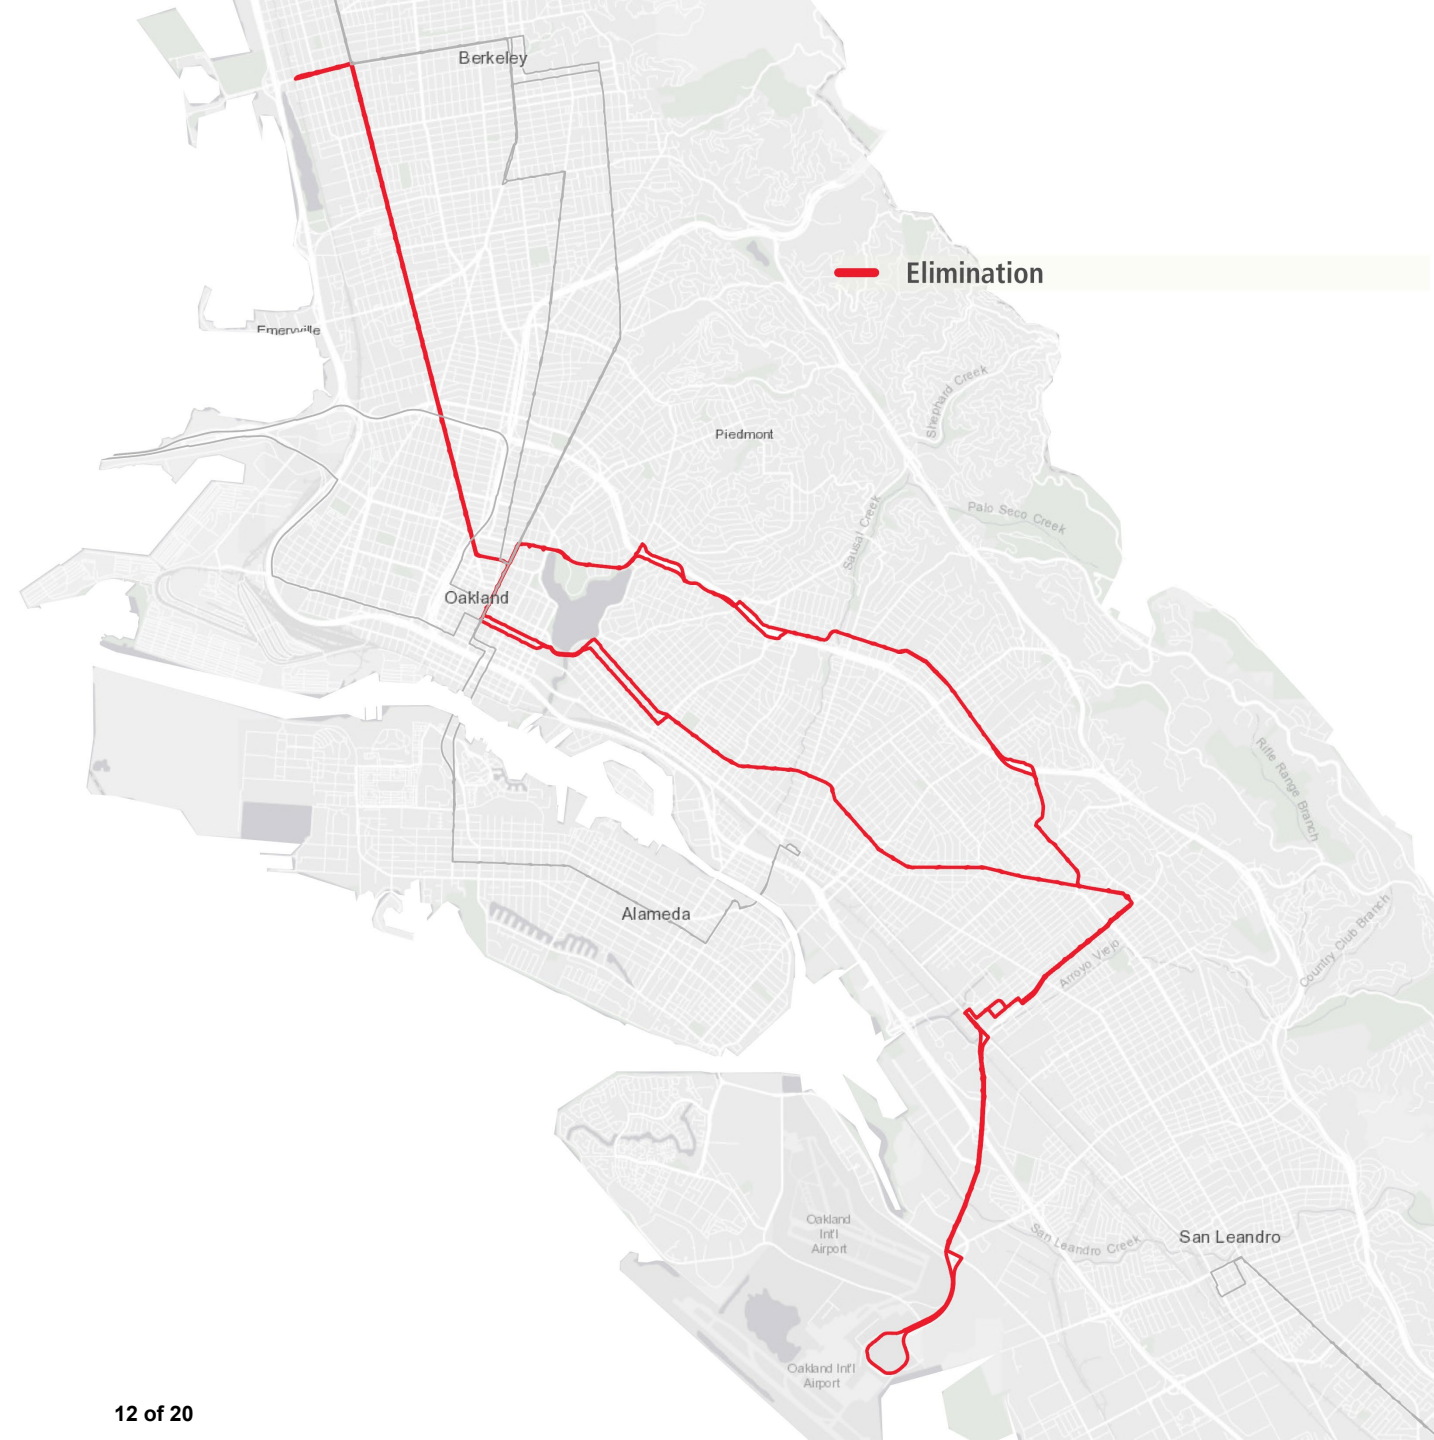 Berkeley
Elimination
Emeryville
Shephard Creek
Piedmont
Palo Seco Creek
Sausal Creek
Oakland
Rifle Range Branch
Alameda
Country Club Branch
Arroyo Viejo
Oakland
Int'l
Airport
San Leandro Creek
San Leandro
Oakland Int'l
Airport
12 of 20